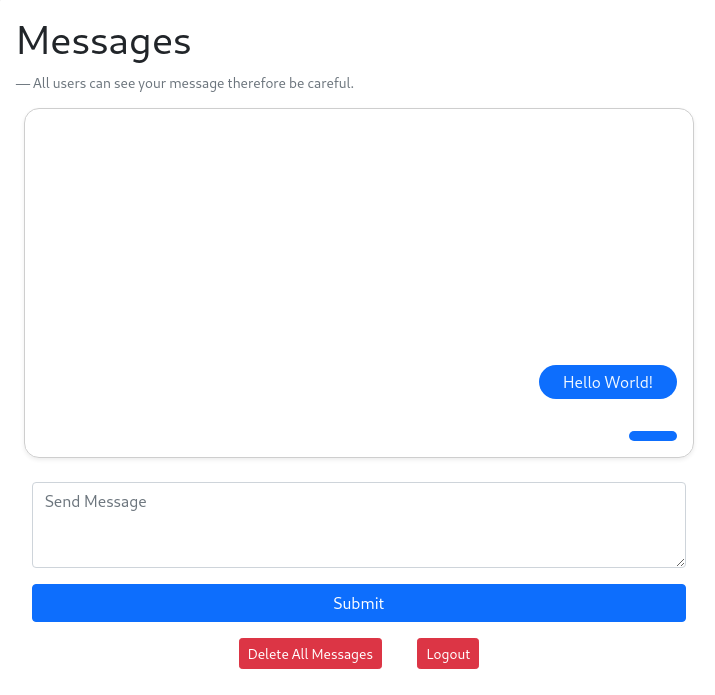 Messages
— All users can see your message therefore be careful.
Hello World!
Send Message
Submit
Delete All Messages
Logout